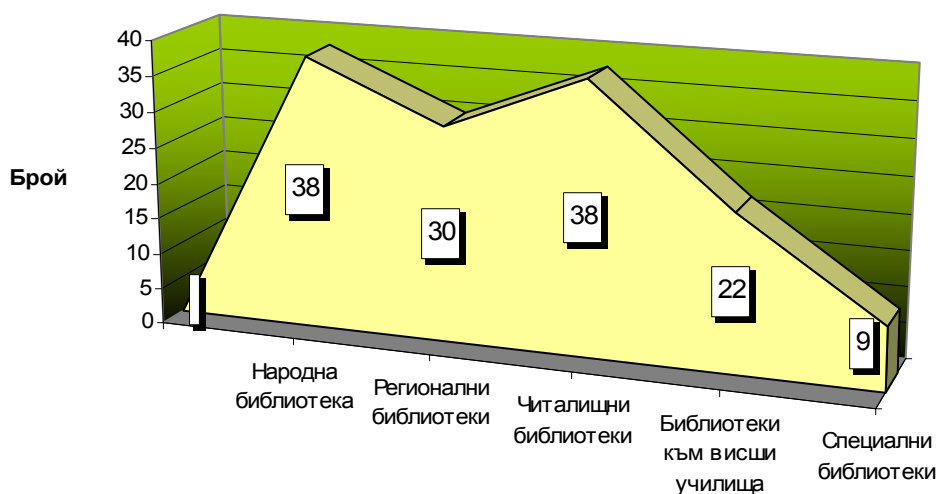 40
35
30
25
20
15
10
5
0
Брой
38
30
38
22
9
Народна
библиотека
Регионални
библиотеки
Читалищни
библиотеки
Библиотеки
към висши
училища
Специални
библиотеки